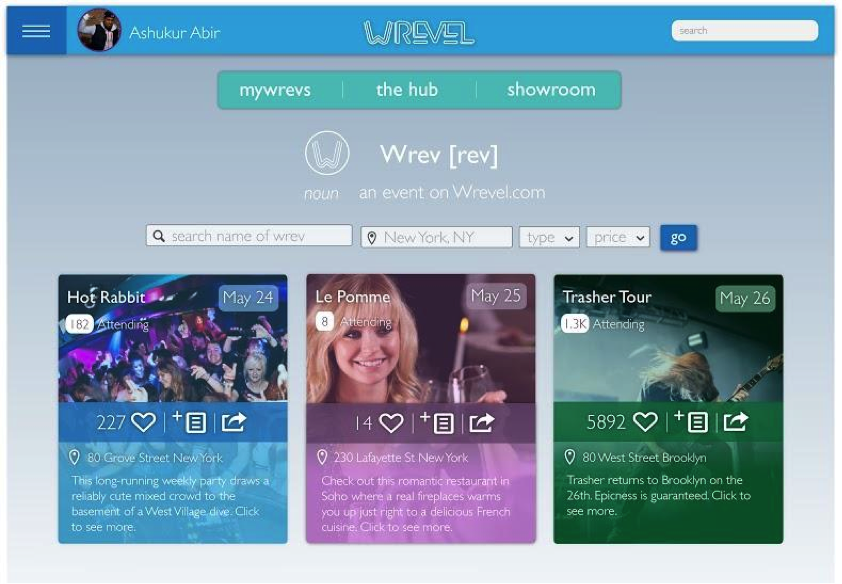 Ashukur Abir
WREVEL
search
mywrevs
the hub
showroom
Wrev [rev]
noun an event on Wrevel.com
search name of wrev
New York, NY
type
price
go
Hot Rabbit
May 24
182 Attending
227
80 Grove Street New York
This long-running weekly party draws a
reliably cute mixed crowd to the
basement of a West Village dive. Click
to see more.
Le Pomme
May 25
8 Attending
14
230 Lafayette St New York
Check out this romantic restaurant in
Soho where a real fireplaces warms
you up just right to a delicious French
cuisine. Click to see more.
Trasher Tour
May 26
1.3K Attending
5892
80 West Street Brooklyn
Trasher returns to Brooklyn on the
26th. Epicness is guaranteed. Click to
see more.